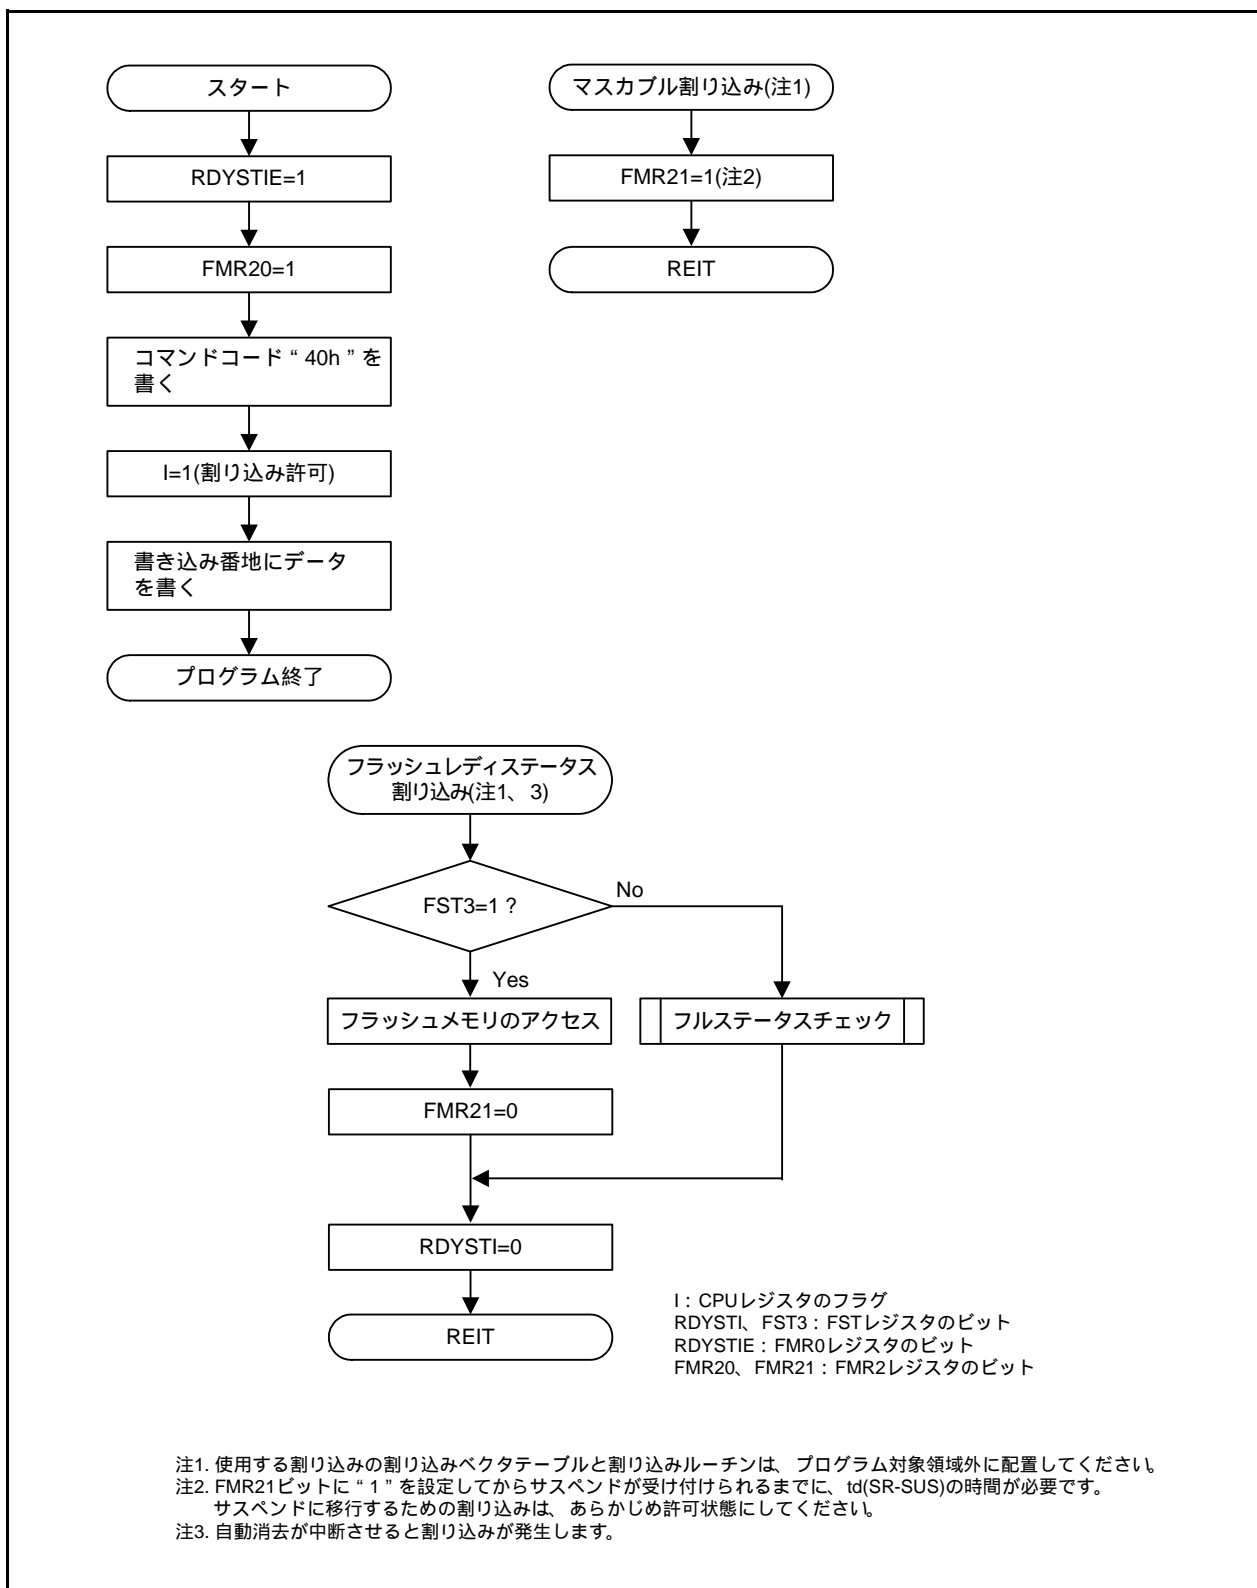 スタート
RDYSTIE=1
FMR20=1
コマンドコード“40h”を
書く
I=1(割り込み許可)
書き込み番地にデータ
を書く
プログラム終了
マスカブル割り込み(注1)
FMR21=1(注2)
REIT
フラッシュレディステータス
割り込み(注1、3)
FST3=1 ?
No
Yes
フラッシュメモリのアクセス
フルステータスチェック
FMR21=0
RDYSTI=0
REIT
I : CPUレジスタのフラグ
RDYSTI、FST3 : FSTレジスタのビット
RDYSTIE : FMR0レジスタのビット
FMR20、FMR21 : FMR2レジスタのビット
注1. 使用する割り込みの割り込みベクタテーブルと割り込みルーチンは、プログラム対象領域外に配置してください。
注2. FMR21ビットに“1”を設定してからサスペンドが受け付けられるまでに、td(SR-SUS)の時間が必要です。
サスペンドに移行するための割り込みは、あらかじめ許可状態にしてください。
注3. 自動消去が中断させると割り込みが発生します。